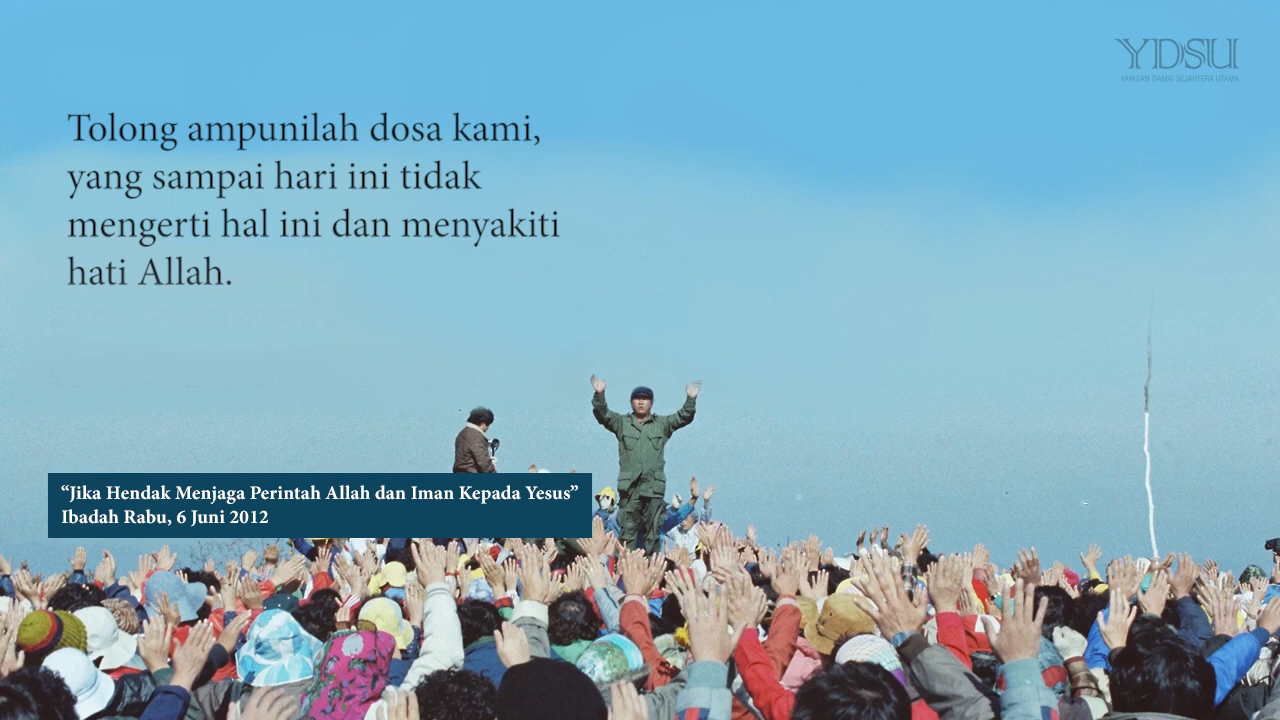 YDSU
YAYASAN DAMAI SEJAHTERA UTAMA
Tolong ampunilah dosa kami,
yang sampai hari ini tidak
mengerti hal ini dan menyakiti
hati Allah.
“Jika Hendak Menjaga Perintah Allah dan Iman Kepada Yesus”
Ibadah Rabu, 6 Juni 2012